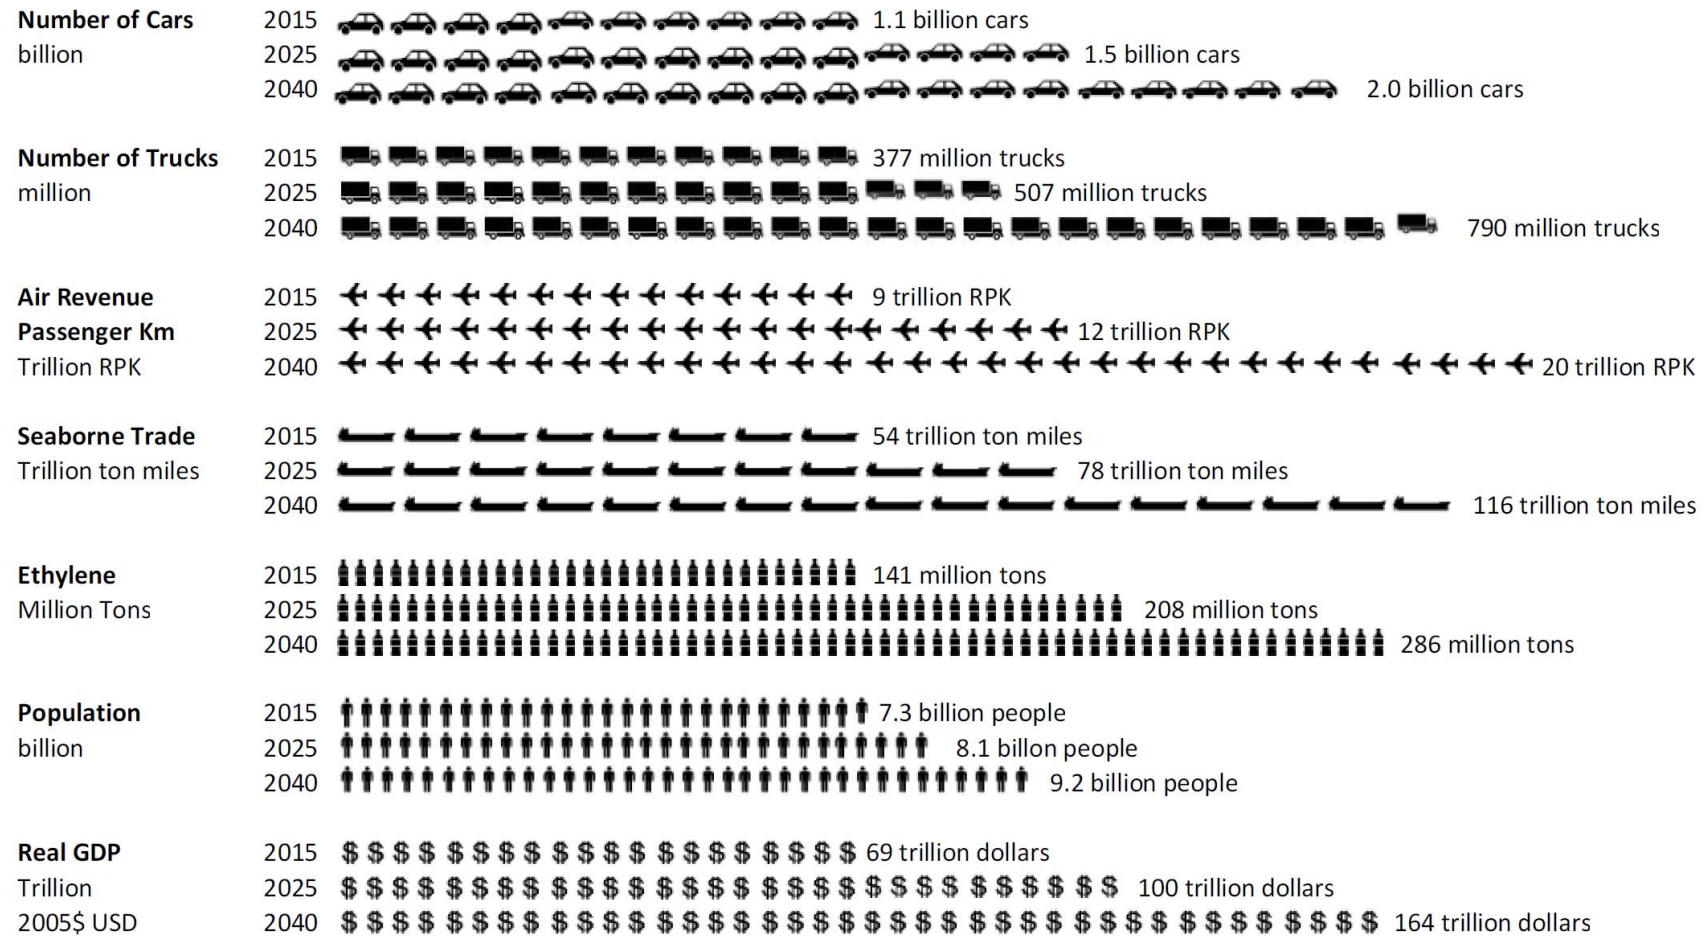 Number of Cars 2015 1.1 billion cars
billion 2025 1.5 billion cars
2040 2.0 billion cars
Number of Trucks 2015 377 million trucks
million 2025 507 million trucks
2040 790 million trucks
Air Revenue 2015 9 trillion RPK
Passenger Km 2025 12 trillion RPK
Trillion RPK 2040 20 trillion RPK
Seaborne Trade 2015 54 trillion ton miles
Trillion ton miles 2025 78 trillion ton miles
2040 116 trillion ton miles
Ethylene 2015 141 million tons
Million Tons 2025 208 million tons
2040 286 million tons
Population 2015 7.3 billion people
billion 2025 8.1 billon people
2040 9.2 billion people
Real GDP 2015 $ $ $ $ $ $ $ $ $ $ $ $ $ $ $ $ $ $ $ $ 69 trillion dollars
Trillion 2025 $ $ $ $ $ $ $ $ $ $ $ $ $ $ $ $ $ $ $ $ $ $ $ $ $ $ $ $ $ $ 100 trillion dollars
2005$ USD 2040 $ $ $ $ $ $ $ $ $ $ $ $ $ $ $ $ $ $ $ $ $ $ $ $ $ $ $ $ $ $ $ $ $ $ $ $ $ $ $ $ 164 trillion dollars